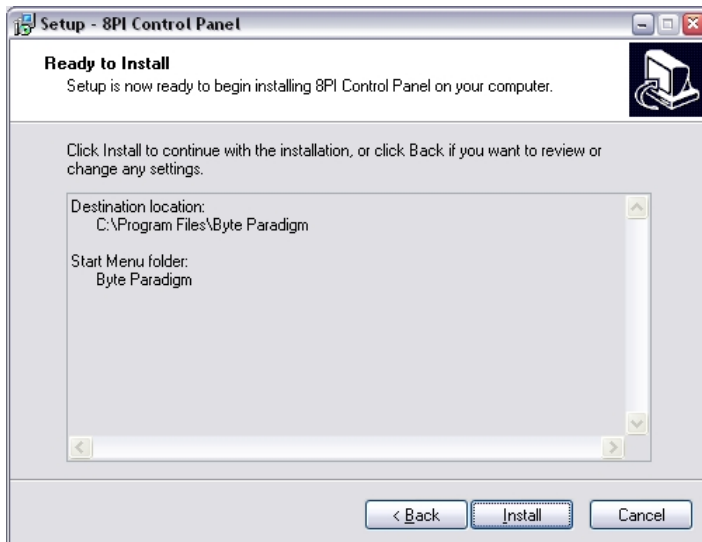 Setup - 8PI Control Panel
Ready to Install
Setup is now ready to begin installing 8PI Control Panel on your computer.
Click Install to continue with the installation, or click Back if you want to review or
change any settings.
Destination location:
C:\Program Files\Byte Paradigm
Start Menu folder:
Byte Paradigm
< Back
Install
Cancel